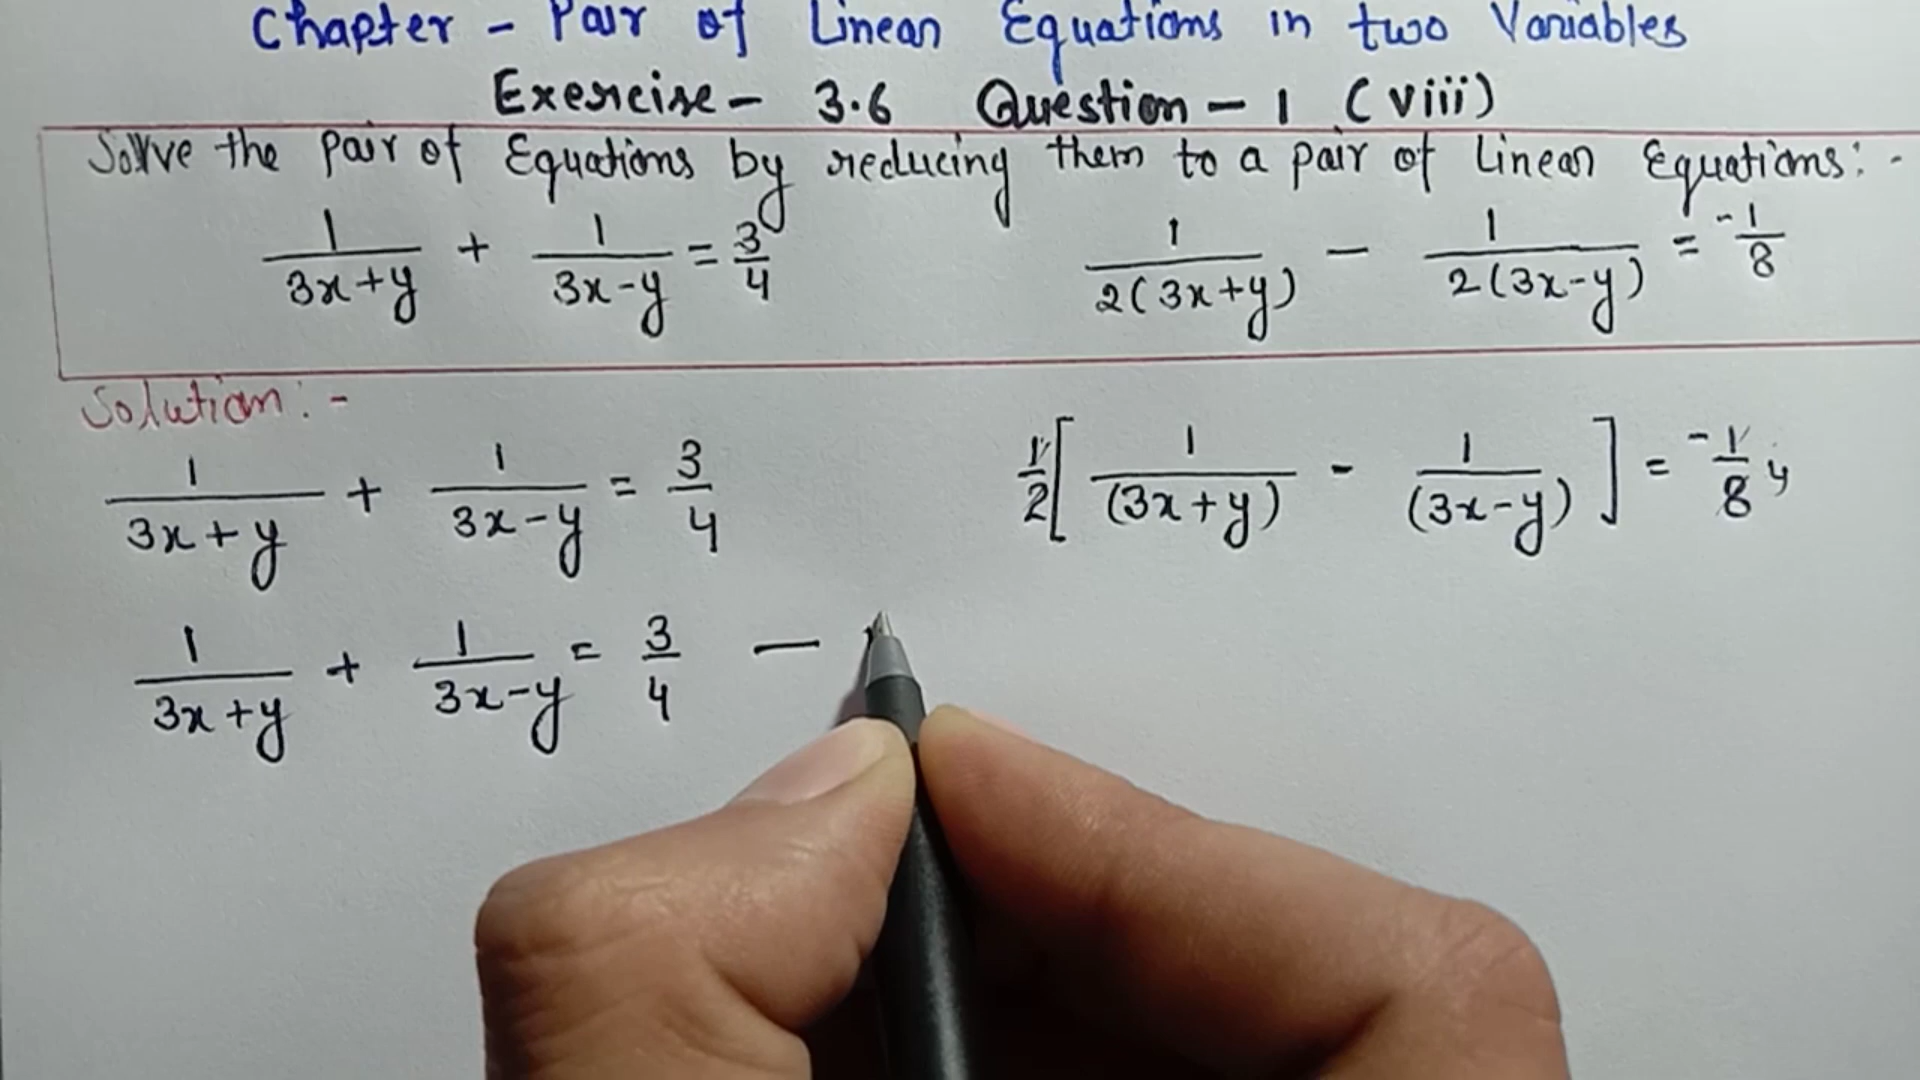 Chapter - Pair of Linear Equations in two Variables
Exercise - 3.6 Question - 1 (viii)
Solve the pair of Equations by reducing them to a pair of Linear Equations:-
1/(3x+y) + 1/(3x-y) = 3/4    1/(2(3x+y)) - 1/(2(3x-y)) = -1/8
Solution:-
1/(3x+y) + 1/(3x-y) = 3/4    1/2[1/(3x+y) - 1/(3x-y)] = -1/8 4
1/(3x+y) + 1/(3x-y) = 3/4 —